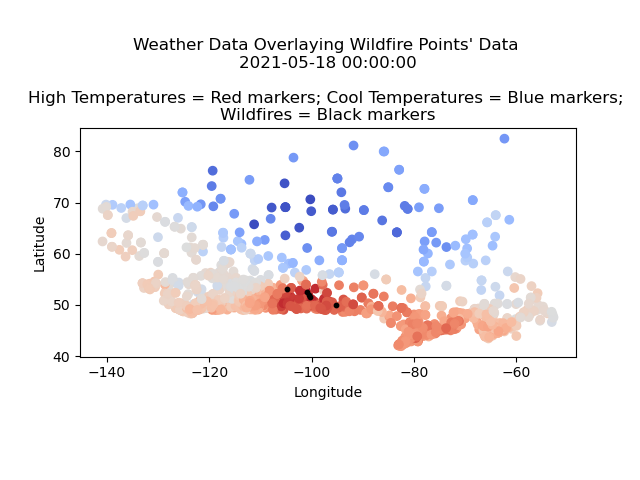 Weather Data Overlaying Wildfire Points' Data
2021-05-18 00:00:00
High Temperatures = Red markers; Cool Temperatures = Blue markers;
Wildfires = Black markers
80
70
60
50
40
Latitude
−140
−120
−100
−80
−60
Longitude